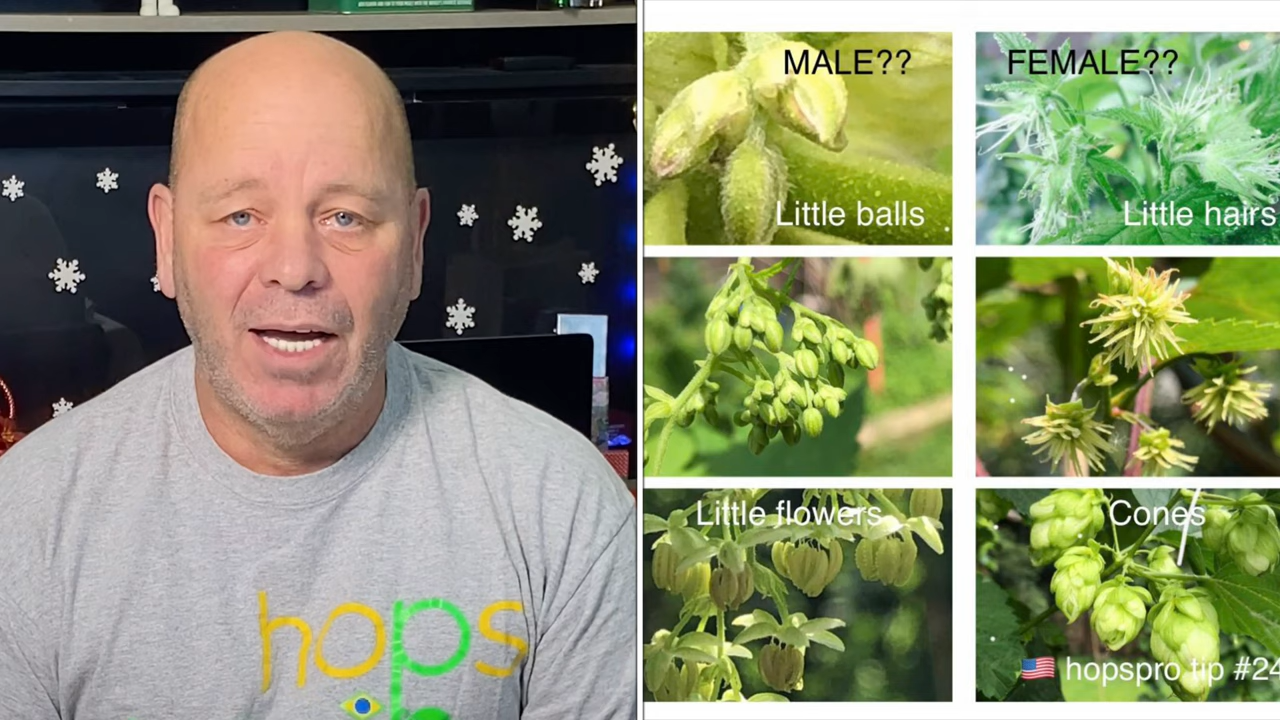 MALE??
FEMALE??
Little balls
Little hairs
Little flowers
Cones
hopspro tip #24
hops